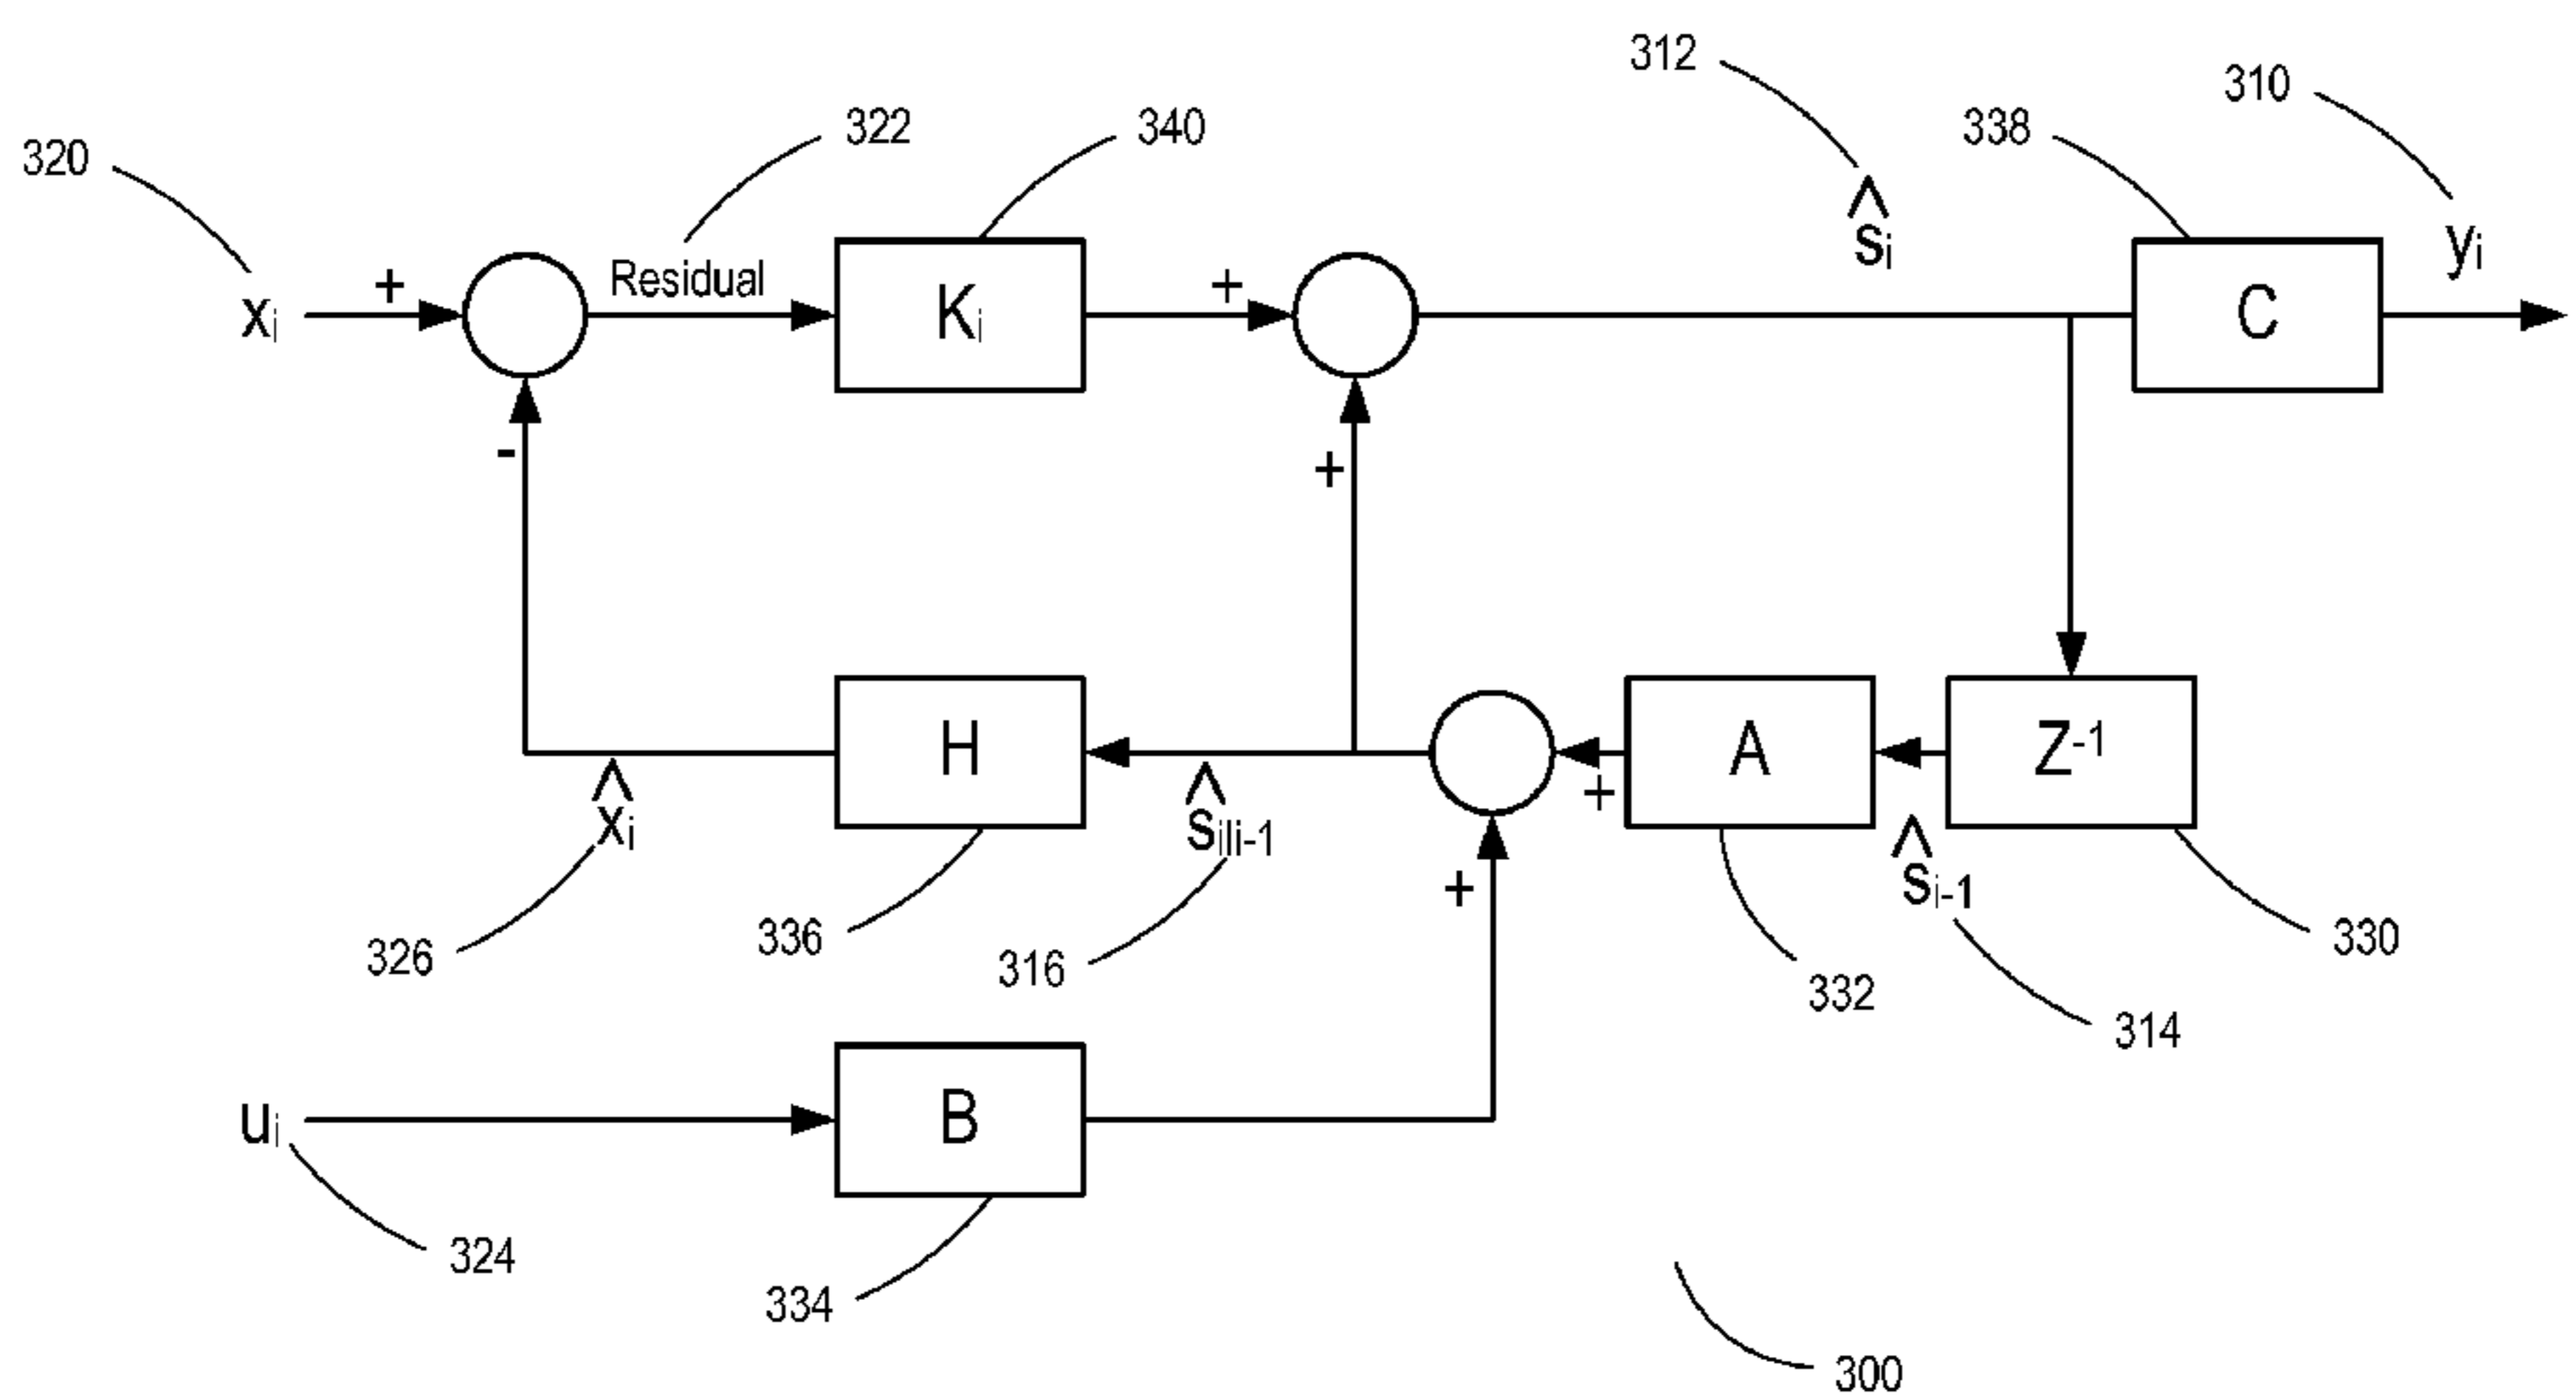 312
310
320
322
340
338
ŝi
yi
xi
+
Residual
Ki
+
C
-
+
H
A
Z-1
x̂i
ŝi|i-1
+
+
ŝi-1
326
336
316
332
330
314
ui
B
324
334
300